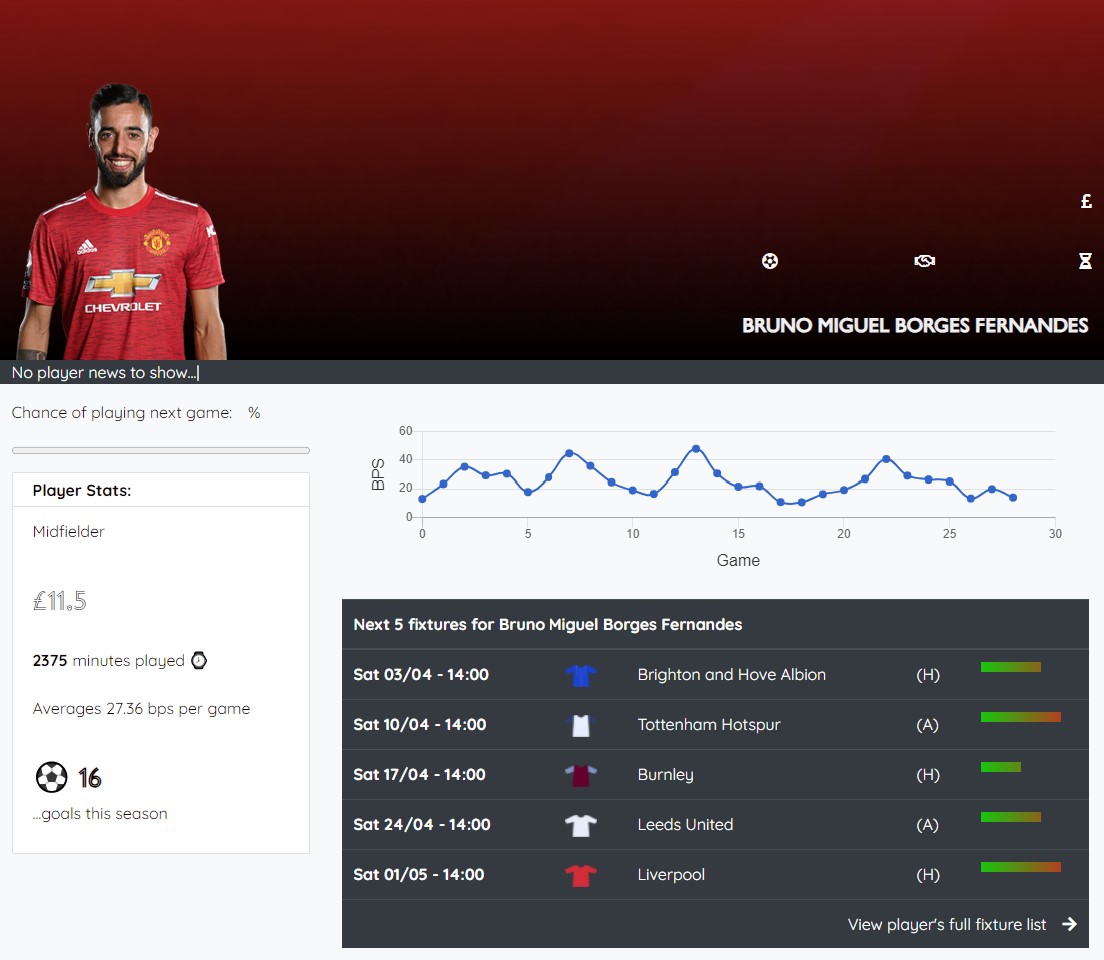 £
adidas
CHEVROLET
BRUNO MIGUEL BORGES FERNANDES
No player news to show...|
Chance of playing next game: %
Player Stats:
Midfielder
£11.5
2375 minutes played
Averages 27.36 bps per game
16
...goals this season
60
40
20
0
BPS
0 5 10 15 20 25 30
Game
Next 5 fixtures for Bruno Miguel Borges Fernandes
Sat 03/04 - 14:00 Brighton and Hove Albion (H)
Sat 10/04 - 14:00 Tottenham Hotspur (A)
Sat 17/04 - 14:00 Burnley (H)
Sat 24/04 - 14:00 Leeds United (A)
Sat 01/05 - 14:00 Liverpool (H)
View player's full fixture list